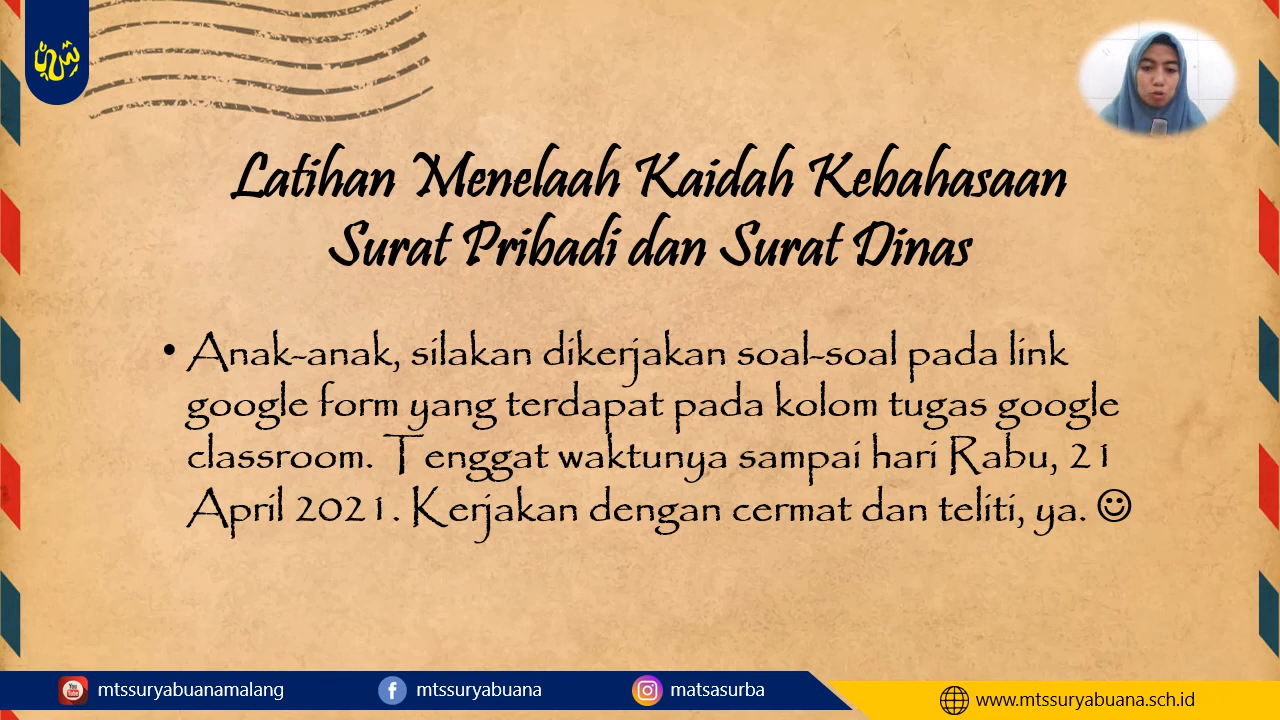 Latihan Menelaah Kaidah Kebahasaan
Surat Pribadi dan Surat Dinas
• Anak-anak, silakan dikerjakan soal-soal pada link
google form yang terdapat pada kolom tugas google
classroom. Tenggat waktunya sampai hari Rabu, 21
April 2021. Kerjakan dengan cermat dan teliti, ya. ☺
You Tube mtssuryabuanamalang
f mtssuryabuana
matsasurba
www.mtssuryabuana.sch.id